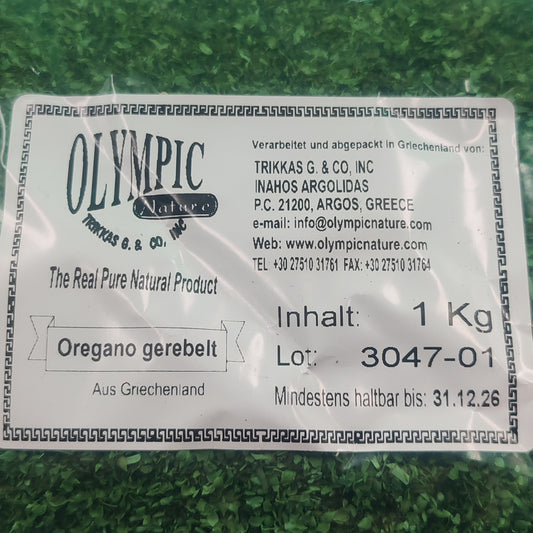 OLYMPIC
Nature
TRIKKAS G. & CO, INC
The Real Pure Natural Product
Oregano gerebelt
Aus Griechenland
Verarbeitet und abgepackt in Griechenland von:
TRIKKAS G. & CO, INC
INAHOS ARGOLIDAS
P.C. 21200, ARGOS, GREECE
e-mail: info@olympicnature.com
Web: www.olympicnature.com
TEL +30 27510 31761 FAX: +30 27510 31764
Inhalt: 1 Kg
Lot: 3047-01
Mindestens haltbar bis: 31.12.26